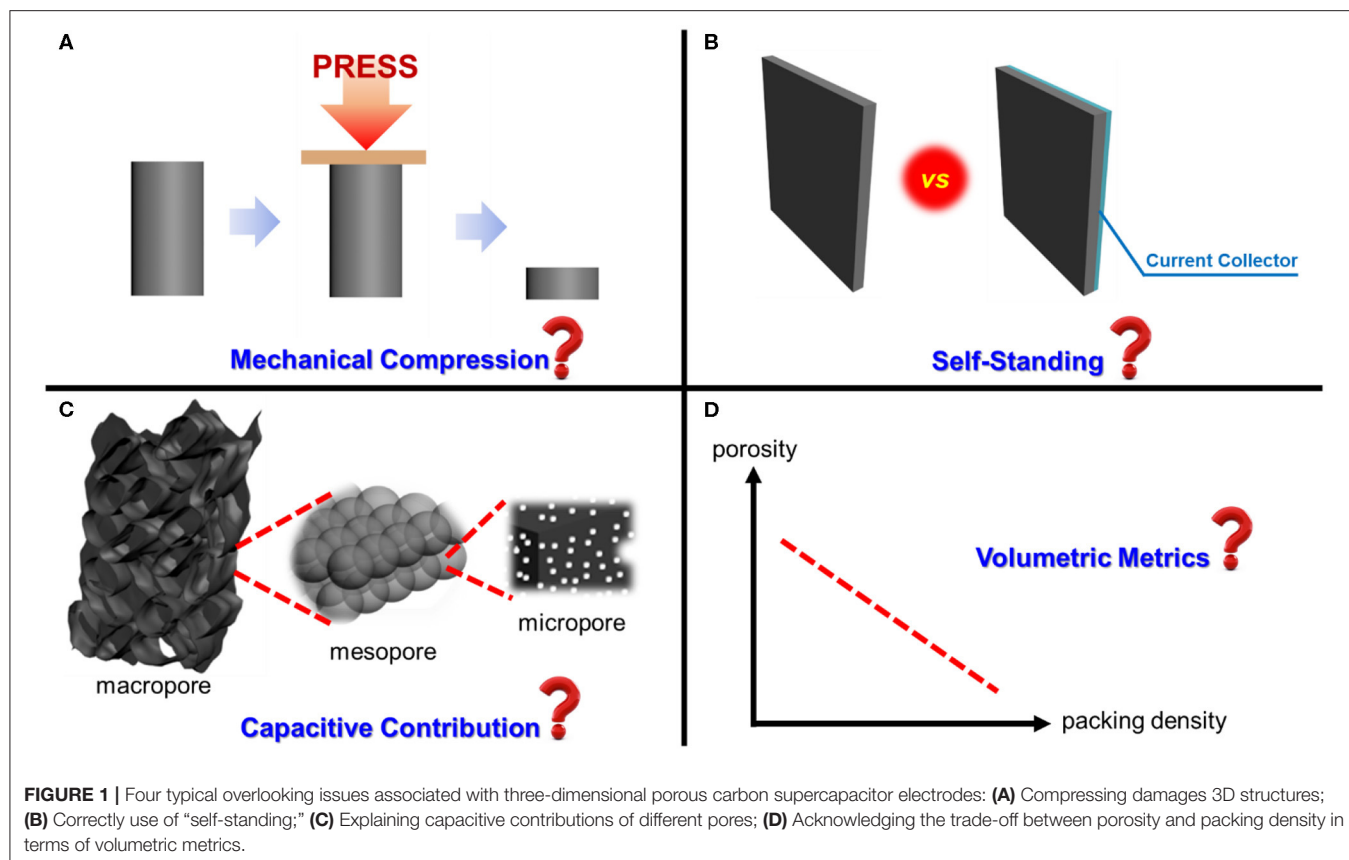 A
PRESS
Mechanical Compression?
B
vs
Current Collector
Self-Standing?
C
macropore
mesopore
micropore
Capacitive Contribution?
D
porosity
Volumetric Metrics?
packing density
FIGURE 1 | Four typical overlooking issues associated with three-dimensional porous carbon supercapacitor electrodes: (A) Compressing damages 3D structures;
(B) Correctly use of “self-standing;” (C) Explaining capacitive contributions of different pores; (D) Acknowledging the trade-off between porosity and packing density in
terms of volumetric metrics.